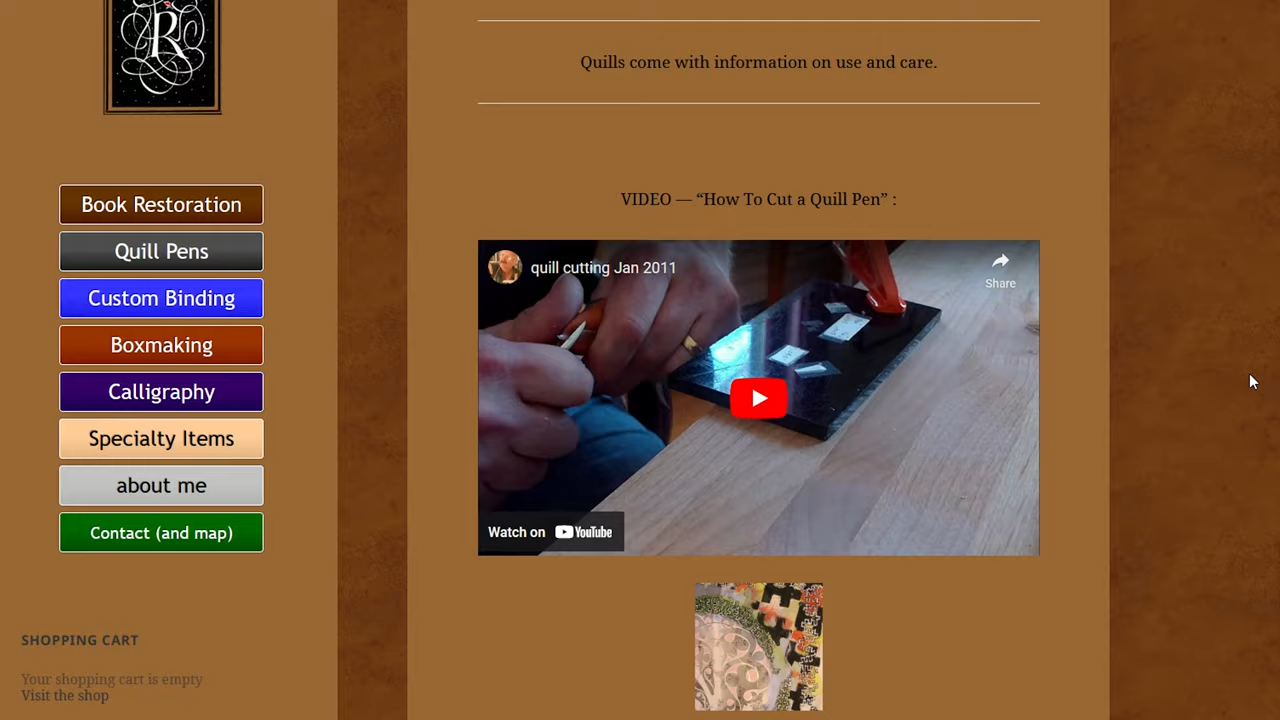 R
Quills come with information on use and care.
Book Restoration
Quill Pens
Custom Binding
Boxmaking
Calligraphy
Specialty Items
about me
Contact (and map)
SHOPPING CART
Your shopping cart is empty
Visit the shop
VIDEO — “How To Cut a Quill Pen” :
quill cutting Jan 2011
Share
Watch on YouTube